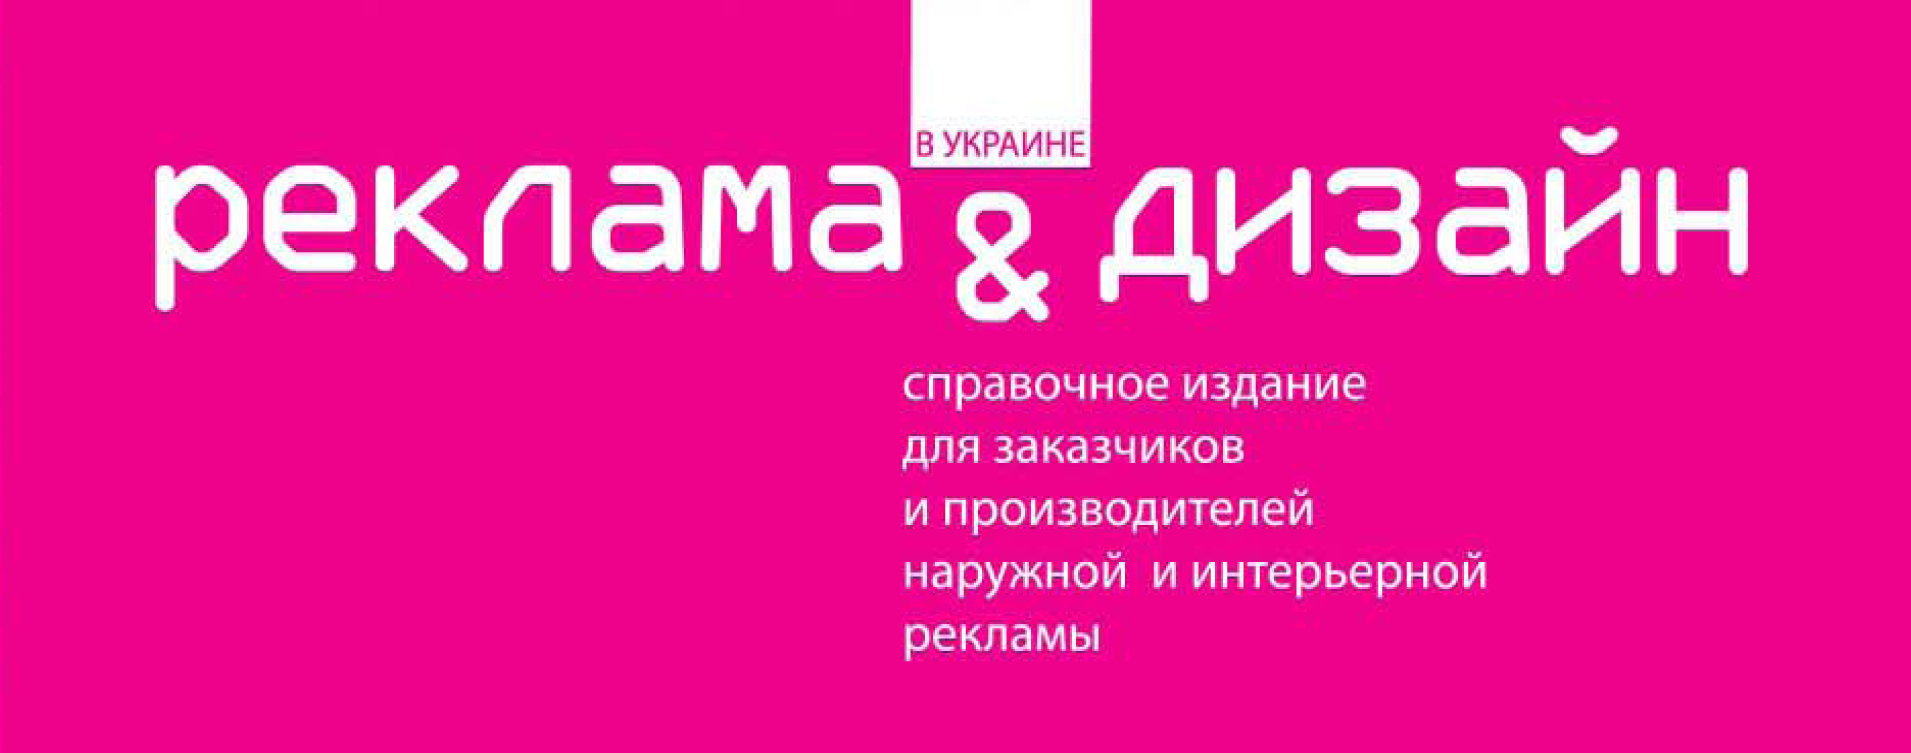 В УКРАИНЕ
реклама & дизайн
справочное издание
для заказчиков
и производителей
наружной и интерьерной
рекламы